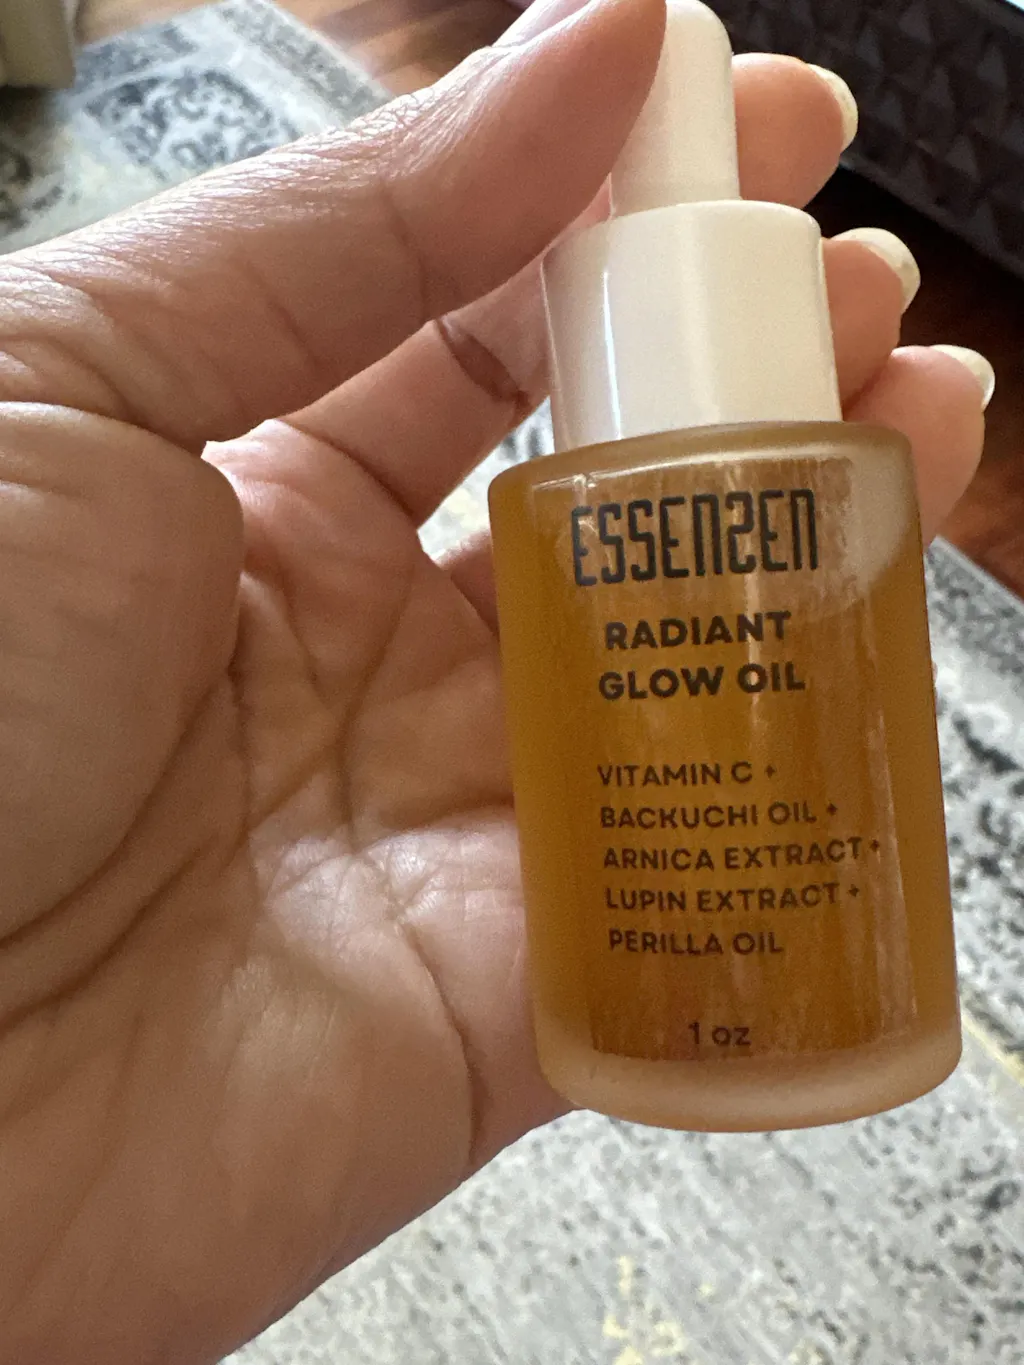 ESSENZEN
RADIANT
GLOW OIL
VITAMIN C +
BACKUCHI OIL +
ARNICA EXTRACT +
LUPIN EXTRACT +
PERILLA OIL
1 oz